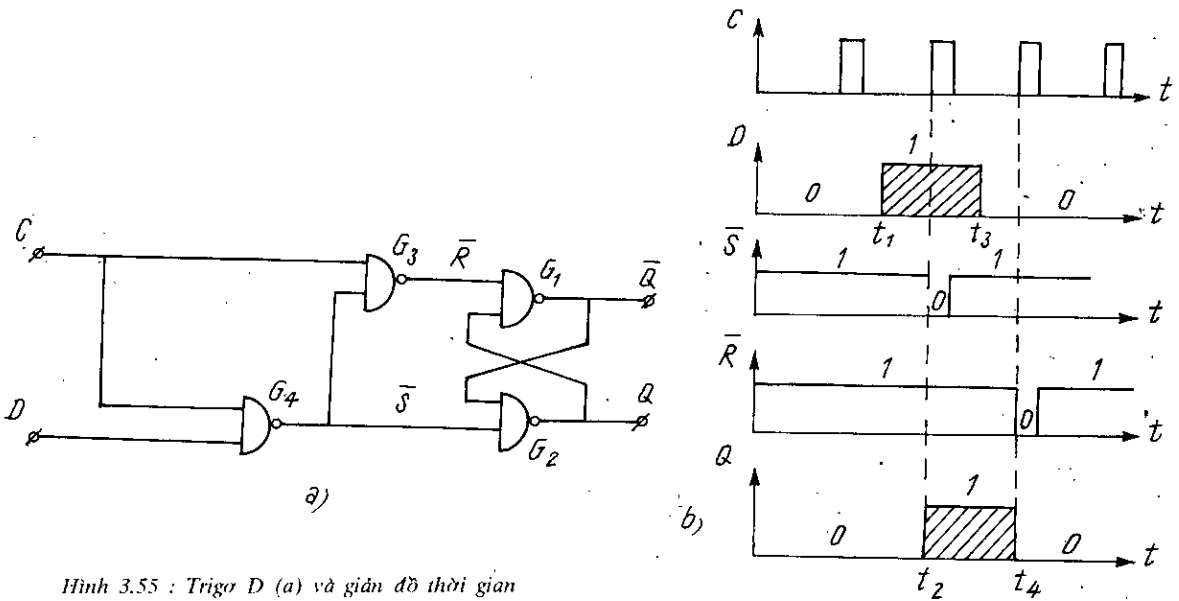 C
G₃
R̅
G₁
Q̅
D
G₄
S̅
G₂
Q
a)
C
t
D
0
1
0
t₁
t₃
t
S̅
1
0
1
t
R̅
1
0
1
t
Q
0
1
0
t₂
t₄
t
b)
Hình 3.55 : Trigơ D (a) và giản đồ thời gian